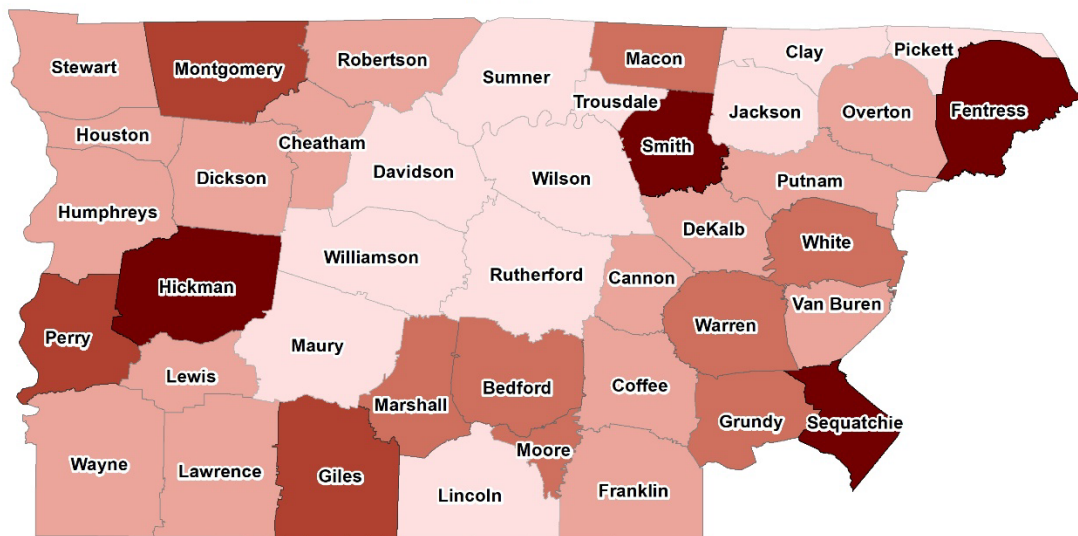 Stewart
Montgomery
Robertson
Sumner
Macon
Clay
Pickett
Trousdale
Jackson
Overton
Fentress
Houston
Cheatham
Smith
Dickson
Davidson
Wilson
Putnam
Humphreys
DeKalb
White
Williamson
Rutherford
Cannon
Hickman
Van Buren
Perry
Maury
Warren
Lewis
Marshall
Bedford
Coffee
Grundy
Sequatchie
Wayne
Lawrence
Giles
Moore
Lincoln
Franklin